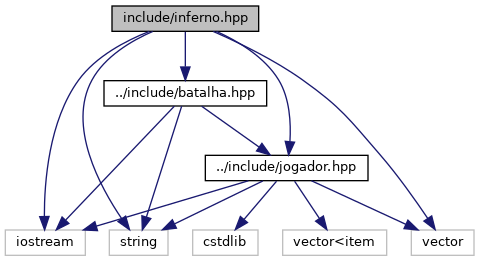 include/inferno.hpp
../include/batalha.hpp
../include/jogador.hpp
iostream
string
cstdlib
vector<item
vector